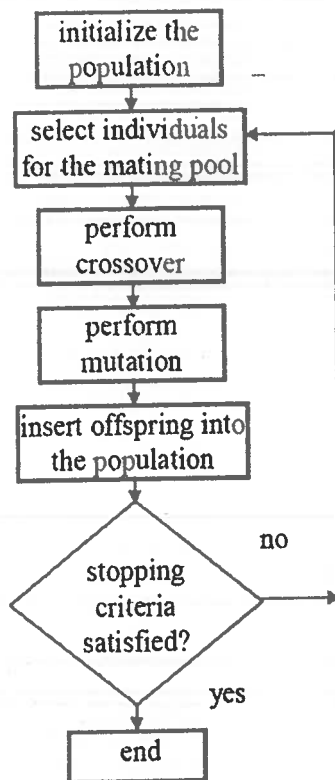 initialize the
population
select individuals
for the mating pool
perform
crossover
perform
mutation
insert offspring into
the population
no
stopping
criteria
satisfied?
yes
end